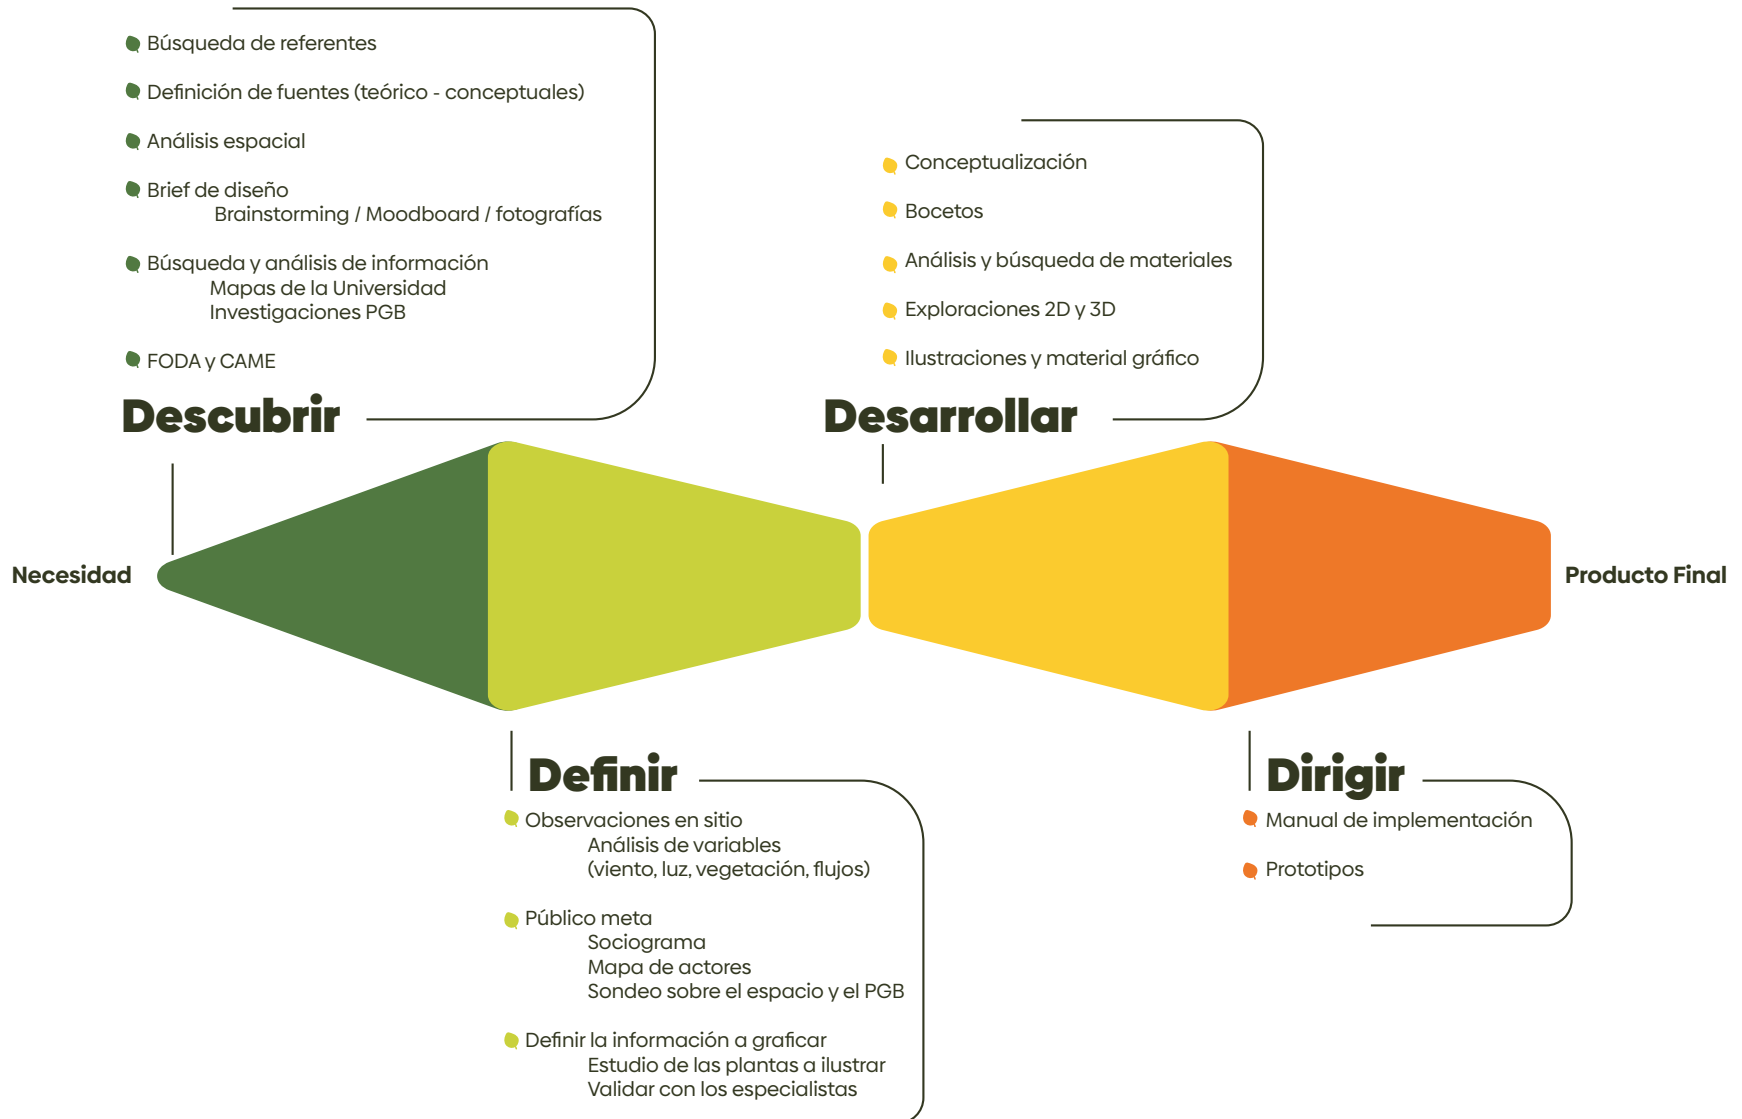 Búsqueda de referentes
Definición de fuentes (teórico - conceptuales)
Análisis espacial
Brief de diseño
Brainstorming / Moodboard / fotografías
Búsqueda y análisis de información
Mapas de la Universidad
Investigaciones PGB
FODA y CAME
Descubrir
Conceptualización
Bocetos
Análisis y búsqueda de materiales
Exploraciones 2D y 3D
Ilustraciones y material gráfico
Desarrollar
Necesidad
Producto Final
Definir
Observaciones en sitio
Análisis de variables
(viento, luz, vegetación, flujos)
Público meta
Sociograma
Mapa de actores
Sondeo sobre el espacio y el PGB
Definir la información a graficar
Estudio de las plantas a ilustrar
Validar con los especialistas
Dirigir
Manual de implementación
Prototipos